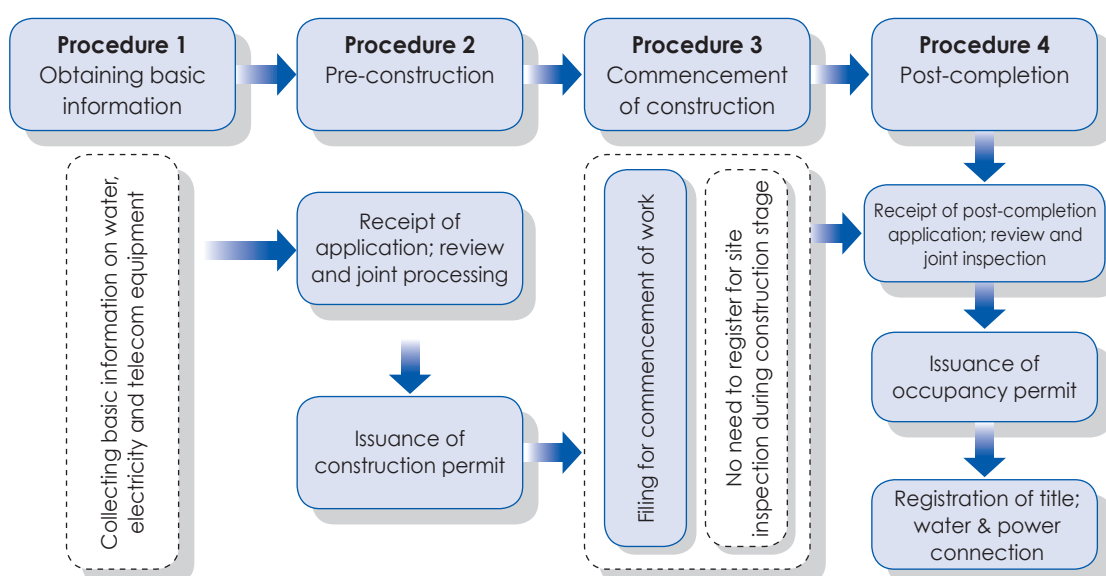 Procedure 1
Obtaining basic
information
Procedure 2
Pre-construction
Procedure 3
Commencement
of construction
Procedure 4
Post-completion
Collecting basic information on water,
electricity and telecom equipment
Receipt of
application; review
and joint processing
Issuance of
construction permit
Filing for commencement of work
No need to register for site
inspection during construction stage
Receipt of post-completion
application; review and
joint inspection
Issuance of
occupancy permit
Registration of title;
water & power
connection